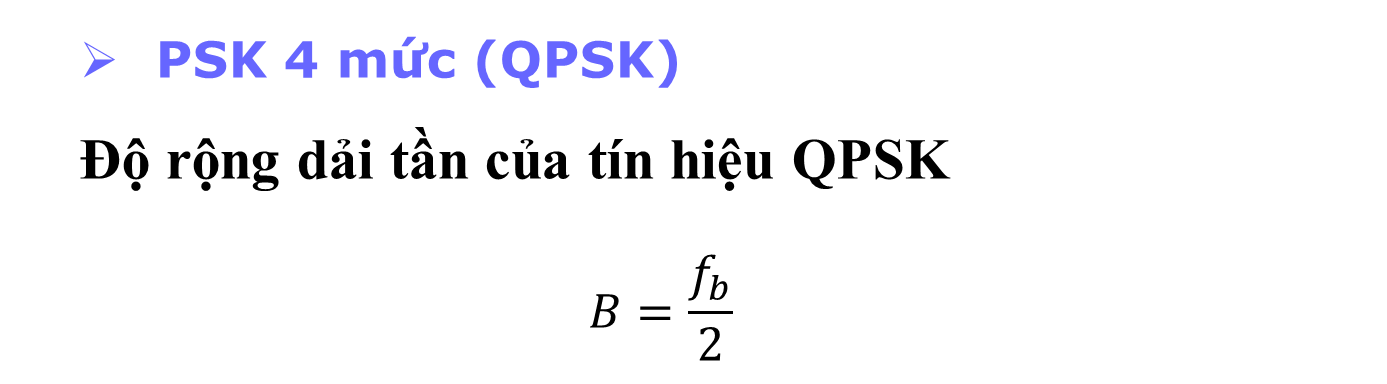 ➢ PSK 4 mức (QPSK)
Độ rộng dải tần của tín hiệu QPSK
B = f_b/2